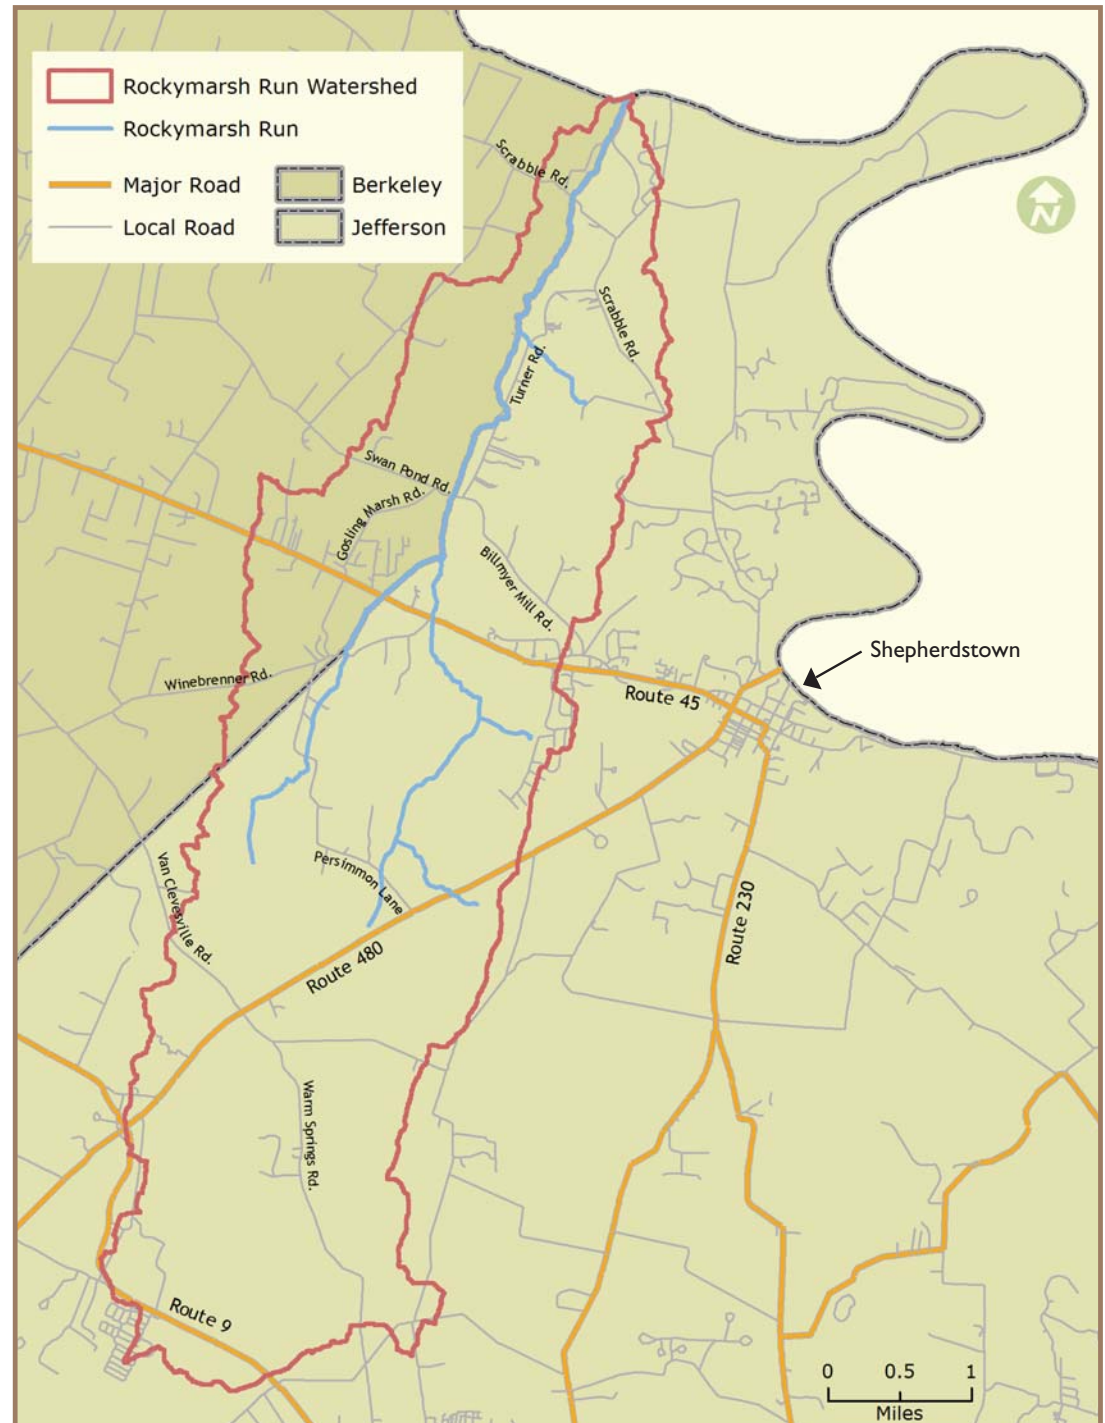 Rockymarsh Run Watershed
Rockymarsh Run
Major Road
Berkeley
Local Road
Jefferson
N
Scrabble Rd.
Scrabble Rd.
Turner Rd.
Swan Pond Rd.
Gosling Marsh Rd.
Billmyer Mill Rd.
Shepherdstown
Winebrenner Rd.
Route 45
Persimmon Lane
Van Clevesville Rd.
Route 230
Route 480
Warm Springs Rd.
Route 9
0 0.5 1
Miles